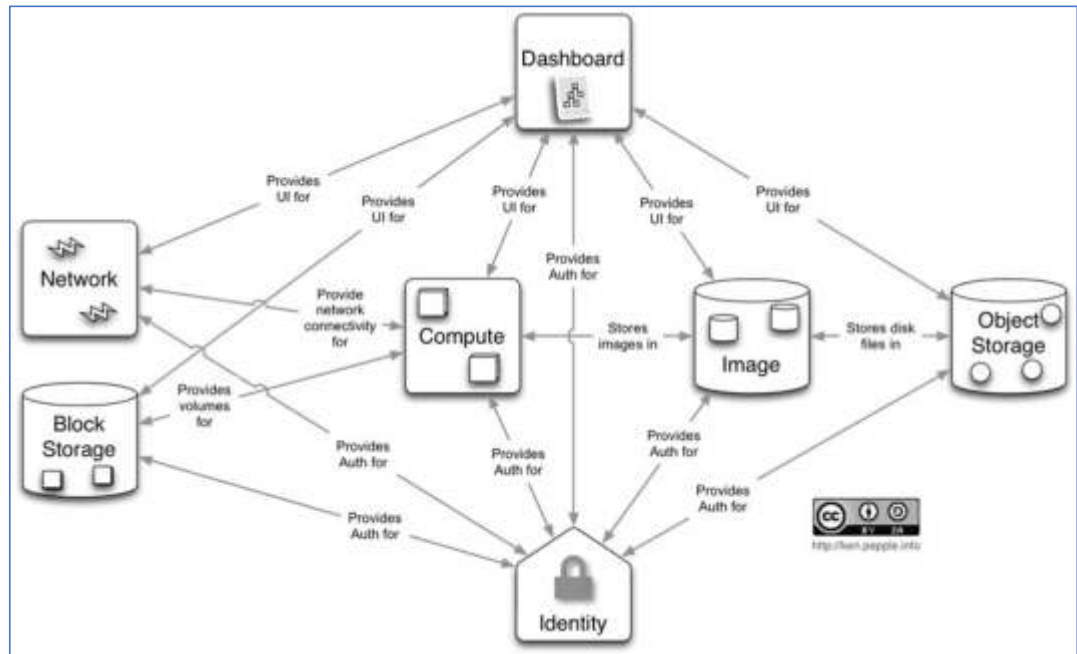 Dashboard
Provides
UI for
Provides
UI for
Provides
UI for
Provides
UI for
Provides
UI for
Provides
Auth for
Network
Provide
network
connectivity
for
Compute
Stores
images in
Image
Stores disk
files in
Object
Storage
Block
Storage
Provides
volumes
for
Provides
Auth for
Provides
Auth for
Provides
Auth for
Provides
Auth for
Provides
Auth for
cc
BY
http://ken.pepple.info
Identity